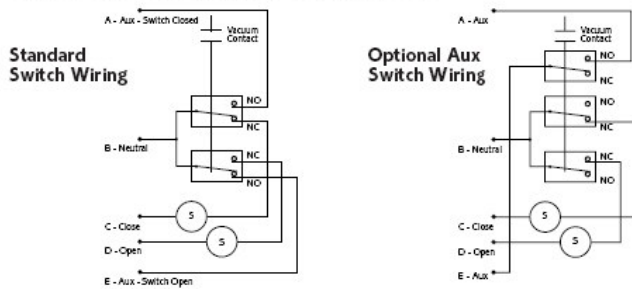 A - Aux - Switch Closed
Vacuum
Contact
Standard
Switch Wiring
NO
NC
B - Neutral
NC
NO
C - Close
S
D - Open
S
E - Aux - Switch Open
A - Aux
Vacuum
Contact
Optional Aux
Switch Wiring
NO
NC
NO
NC
B - Neutral
NC
NO
C - Close
S
D - Open
S
E - Aux